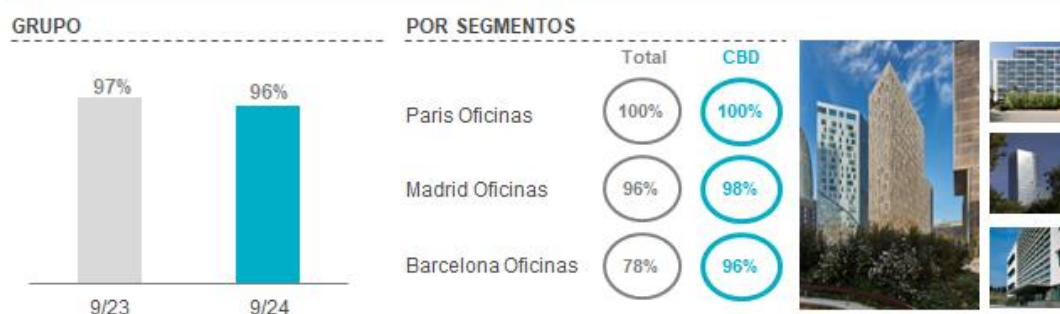 GRUPO
97%
96%
9/23
9/24
POR SEGMENTOS
Total
CBD
Paris Oficinas
100%
100%
Madrid Oficinas
96%
98%
Barcelona Oficinas
78%
96%